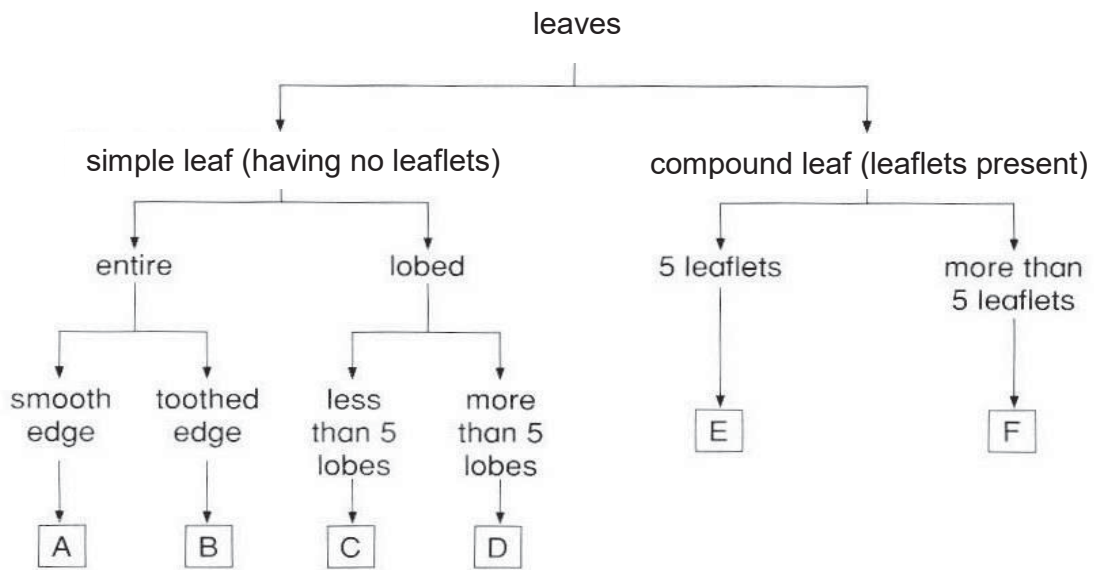 leaves
simple leaf (having no leaflets)
compound leaf (leaflets present)
entire
lobed
5 leaflets
more than
5 leaflets
smooth
edge
toothed
edge
less
than 5
lobes
more
than 5
lobes
E
F
A
B
C
D